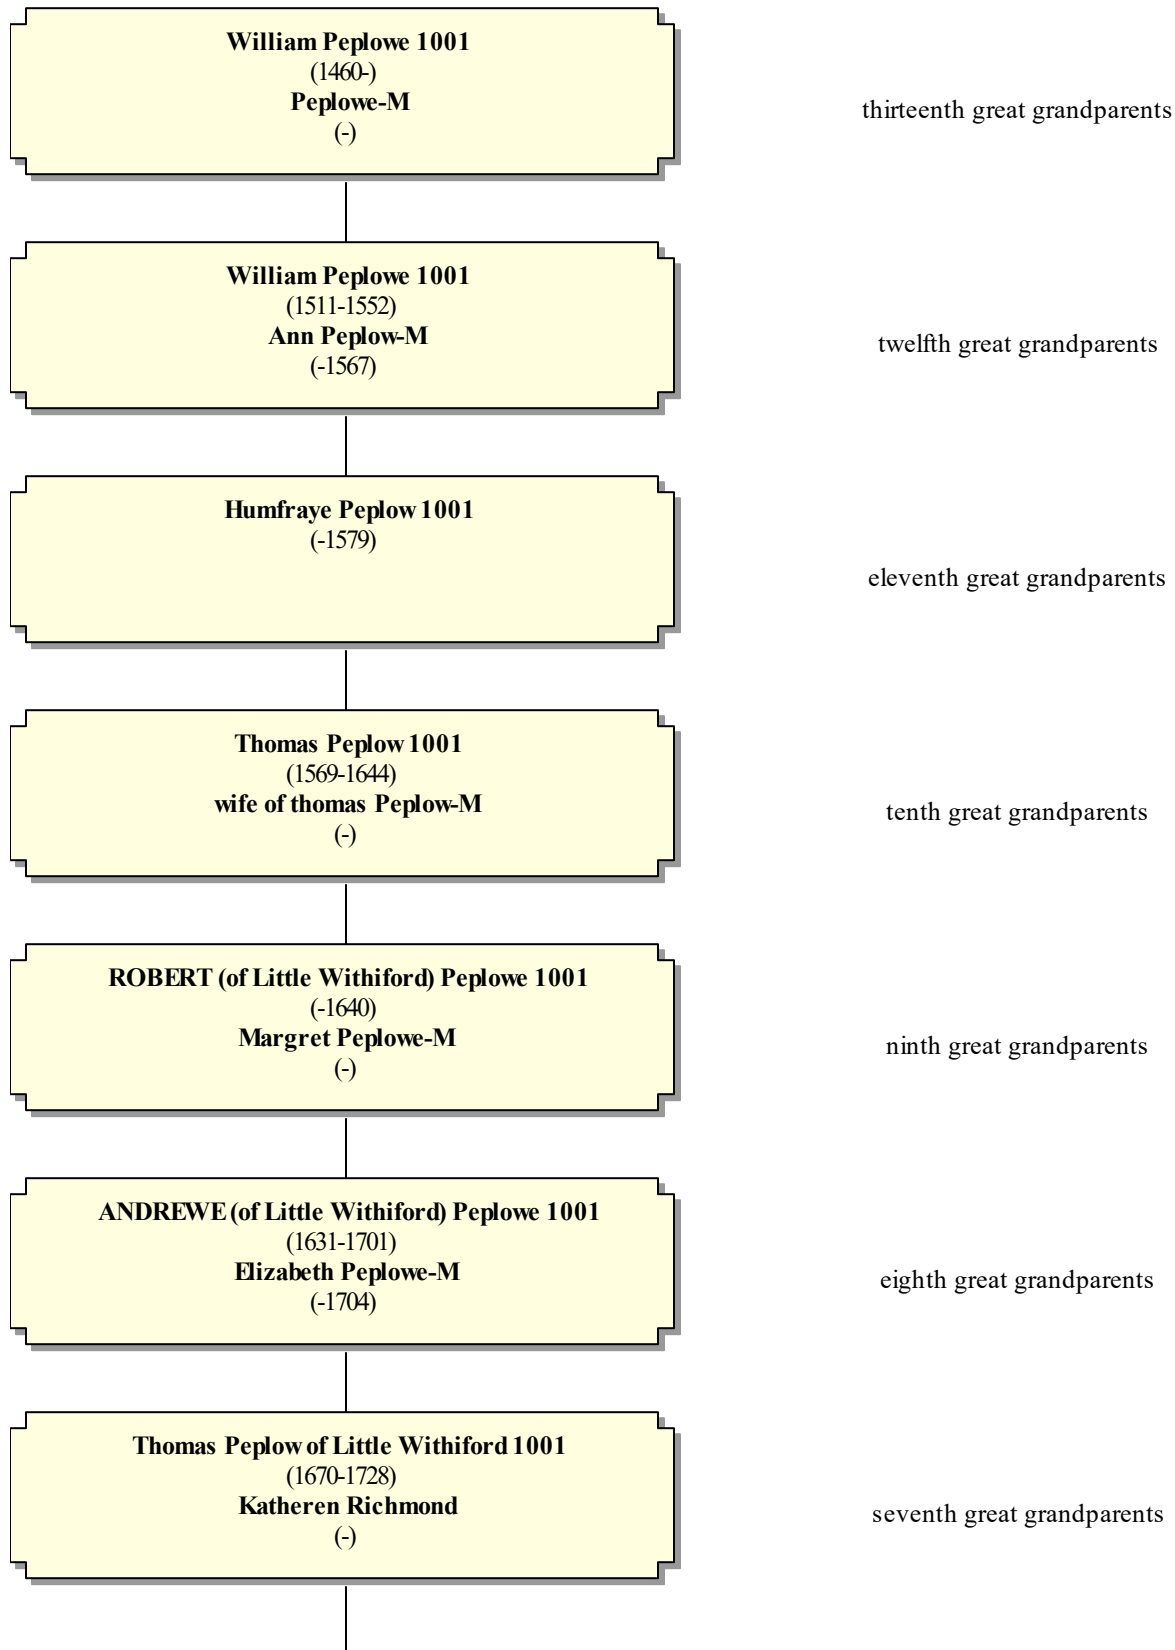 William Peplowe 1001
(1460-)
Peplowe-M
(-)
thirteenth great grandparents
William Peplowe 1001
(1511-1552)
Ann Peplow-M
(-1567)
twelfth great grandparents
Humfraye Peplow 1001
(-1579)
eleventh great grandparents
Thomas Peplow 1001
(1569-1644)
wife of thomas Peplow-M
(-)
tenth great grandparents
ROBERT (of Little Withiford) Peplowe 1001
(-1640)
Margret Peplowe-M
(-)
ninth great grandparents
ANDREWE (of Little Withiford) Peplowe 1001
(1631-1701)
Elizabeth Peplowe-M
(-1704)
eighth great grandparents
Thomas Peplow of Little Withiford 1001
(1670-1728)
Katheren Richmond
(-)
seventh great grandparents